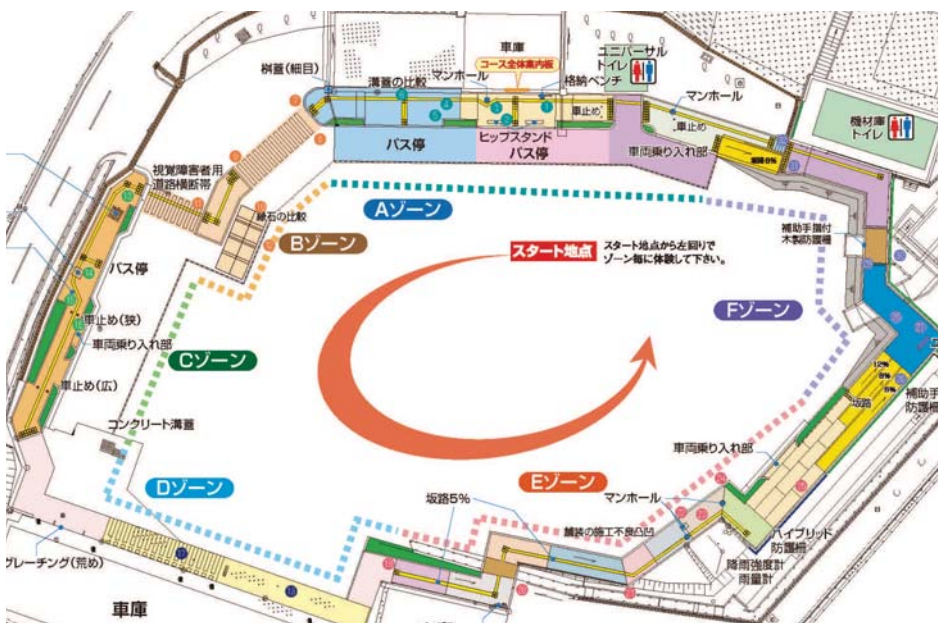 車庫
ユニバーサル
トイレ
コース全体案内板
桝蓋(細目)
溝蓋の比較
マンホール
格納ベンチ
車止め
マンホール
車止め
機材庫
トイレ
バス停
ヒップスタンド
バス停
車両乗り入れ部
視覚障害者用
道路横断帯
縁石の比較
Aゾーン
Bゾーン
スタート地点
スタート地点から左回りで
ゾーン毎に体験して下さい。
補助手摺付
木製防護柵
バス停
Fゾーン
車止め(狭)
車両乗り入れ部
Cゾーン
車止め(広)
12%
8%
5%
坂路
補助手
防護柵
コンクリート溝蓋
車両乗り入れ部
Dゾーン
Eゾーン
坂路5%
マンホール
舗装の施工不良凸凹
ハイブリッド
防護柵
グレーチング(荒め)
降雨強度計
雨量計
車庫